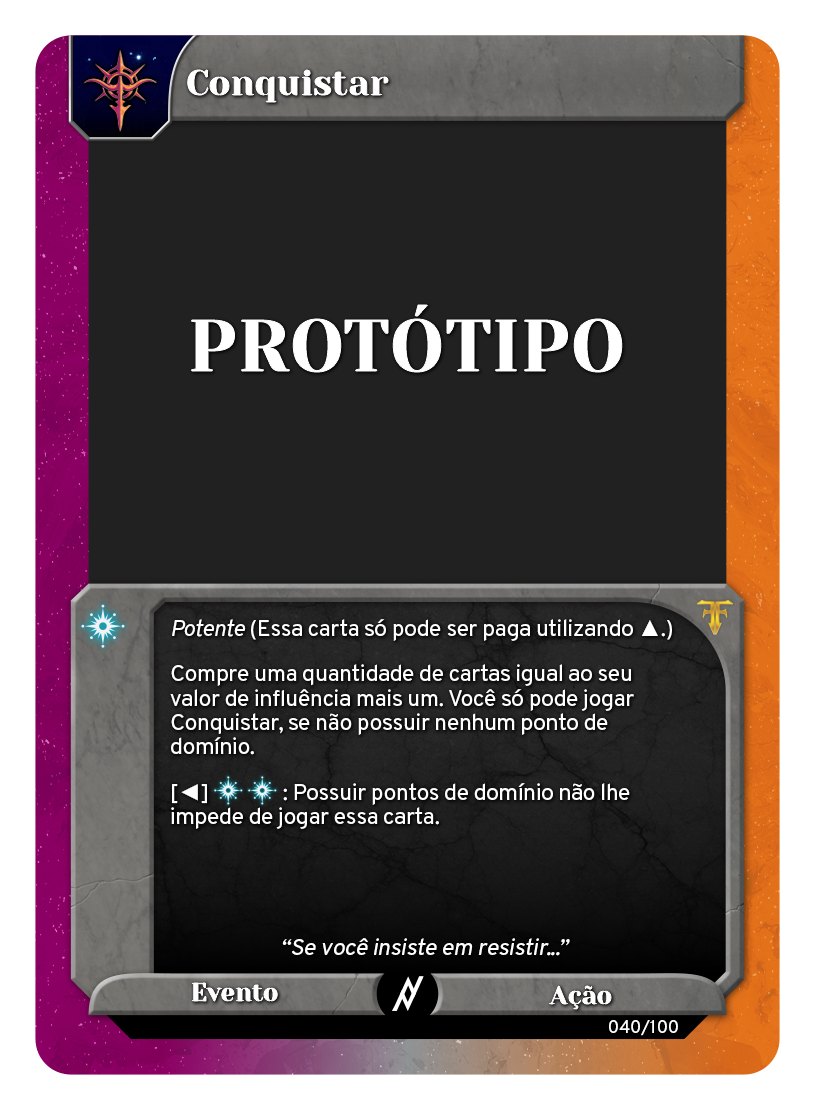 Conquistar
PROTÓTIPO
Potente (Essa carta só pode ser paga utilizando ▲.)
Compre uma quantidade de cartas igual ao seu
valor de influência mais um. Você só pode jogar
Conquistar, se não possuir nenhum ponto de
domínio.
[◄] : Possuir pontos de domínio não lhe
impede de jogar essa carta.
“Se você insiste em resistir...”
Evento
Ação
040/100